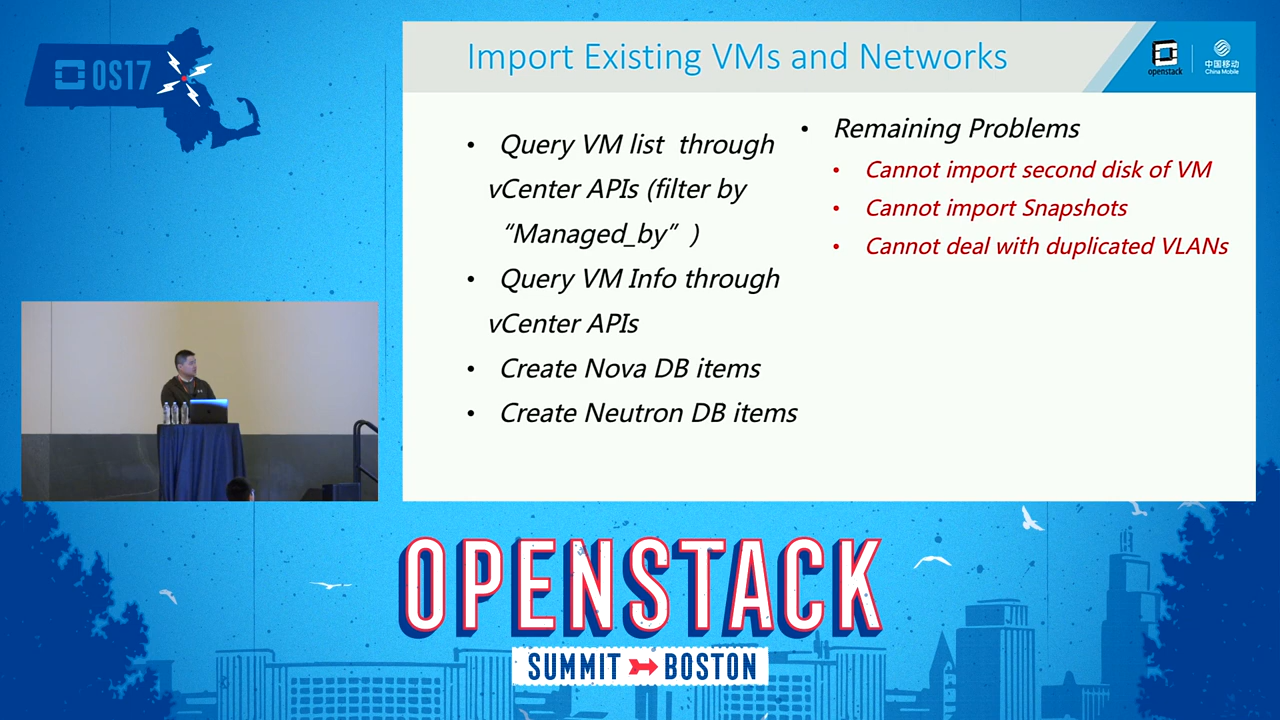 OS17
Import Existing VMs and Networks
openstack
中国移动
China Mobile
• Query VM list through
vCenter APIs (filter by
“Managed_by” )
• Query VM Info through
vCenter APIs
• Create Nova DB items
• Create Neutron DB items
• Remaining Problems
• Cannot import second disk of VM
• Cannot import Snapshots
• Cannot deal with duplicated VLANs
OPENSTACK
SUMMIT BOSTON